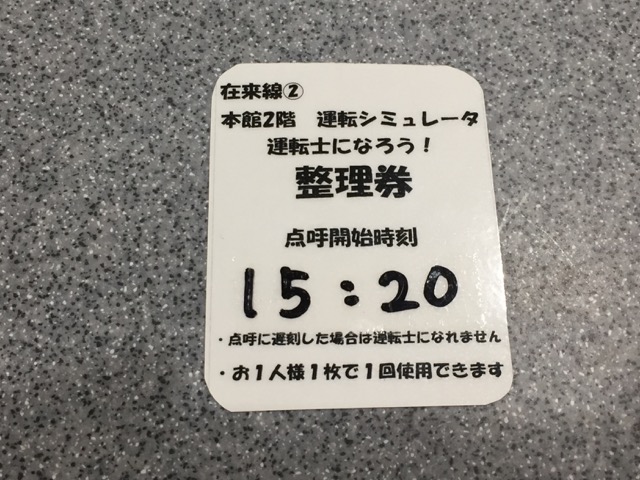 在来線②
本館2階 運転シミュレータ
運転士になろう!
整理券
点呼開始時刻
15:20
・点呼に遅刻した場合は運転士になれません
・お1人様1枚で1回使用できます